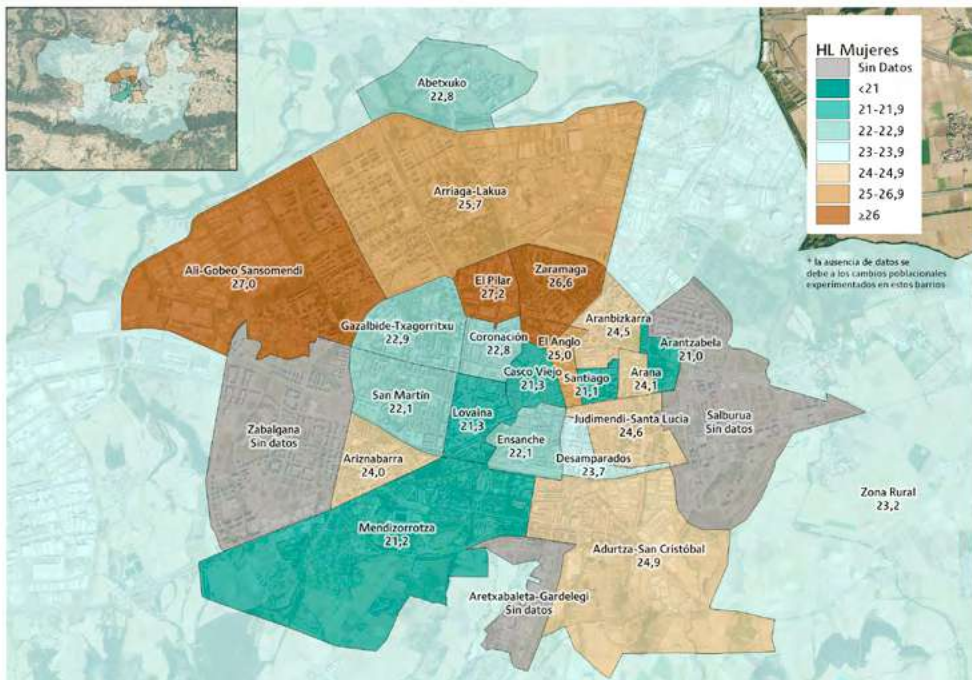 HL Mujeres
Sin Datos
<21
21-21,9
22-22,9
23-23,9
24-24,9
25-26,9
≥26
* la ausencia de datos se
debe a los cambios poblacionales
experimentados en estos barrios
Abetxuko
22,8
Arriaga-Lakua
25,7
Ali-Gobeo Sansomendi
27,0
El Pilar
27,2
Zaramaga
26,6
Aranbizkarra
24,5
Gazalbide-Txagorritxu
22,9
Coronación
22,8
El Anglo
25,0
Arantzabela
21,0
Casco Viejo
21,3
Santiago
21,1
Arana
24,1
San Martín
22,1
Lovaina
21,3
Judimendi-Santa Lucia
24,6
Salburua
Sin datos
Zabalgana
Sin datos
Ensanche
22,1
Desamparados
23,7
Ariznabarra
24,0
Zona Rural
23,2
Mendizorrotza
21,2
Adurtza-San Cristóbal
24,9
Aretxabaleta-Gardelegi
Sin datos